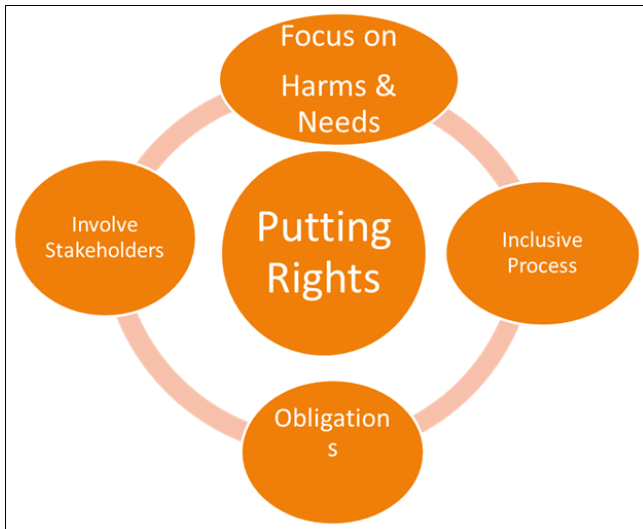 Focus on
Harms &
Needs
Involve
Stakeholders
Putting
Rights
Inclusive
Process
Obligation
s